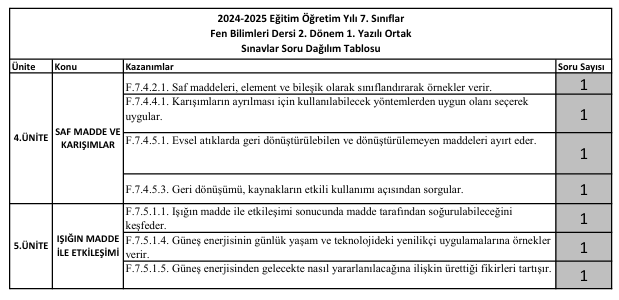 2024-2025 Eğitim Öğretim Yılı 7. Sınıflar
Fen Bilimleri Dersi 2. Dönem 1. Yazılı Ortak
Sınavlar Soru Dağılım Tablosu
Ünite Konu Kazanımlar Soru Sayısı
4.ÜNİTE SAF MADDE VE KARIŞIMLAR
F.7.4.2.1. Saf maddeleri, element ve bileşik olarak sınıflandırarak örnekler verir. 1
F.7.4.4.1. Karışımların ayrılması için kullanılabilecek yöntemlerden uygun olanı seçerek
uygular. 1
F.7.4.5.1. Evsel atıklarda geri dönüştürülebilen ve dönüştürülemeyen maddeleri ayırt eder. 1
F.7.4.5.3. Geri dönüşümü, kaynakların etkili kullanımı açısından sorgular. 1
5.ÜNİTE IŞIĞIN MADDE İLE ETKİLEŞİMİ
F.7.5.1.1. Işığın madde ile etkileşimi sonucunda madde tarafından soğurulabileceğini
keşfeder. 1
F.7.5.1.4. Güneş enerjisinin günlük yaşam ve teknolojideki yenilikçi uygulamalarına örnekler
verir. 1
F.7.5.1.5. Güneş enerjisinden gelecekte nasıl yararlanılacağına ilişkin ürettiği fikirleri tartışır. 1